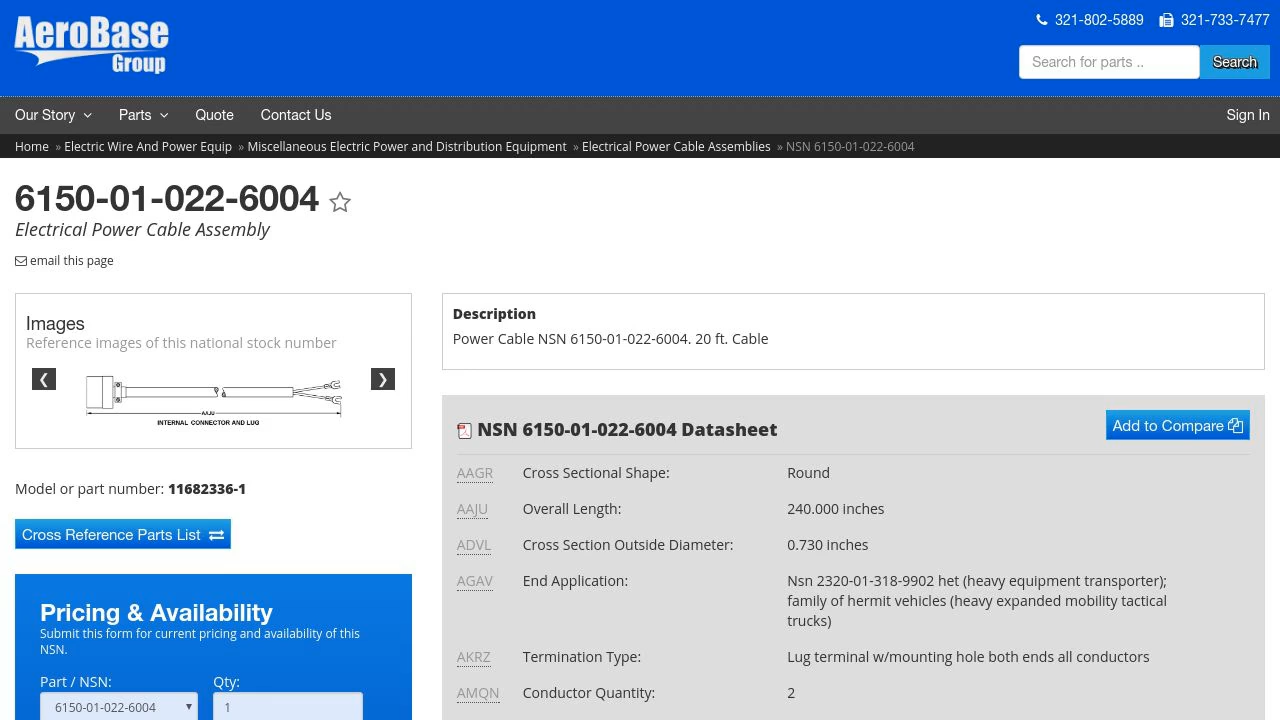 AeroBase
Group
321-802-5889 321-733-7477
Search for parts ..
Search
Our Story Parts Quote Contact Us Sign In
Home » Electric Wire And Power Equip » Miscellaneous Electric Power and Distribution Equipment » Electrical Power Cable Assemblies » NSN 6150-01-022-6004
6150-01-022-6004
Electrical Power Cable Assembly
email this page
Images
Reference images of this national stock number
❮ ❯
AAJU
INTERNAL CONNECTOR AND LUG
Model or part number: 11682336-1
Cross Reference Parts List
Pricing & Availability
Submit this form for current pricing and availability of this
NSN.
Part / NSN: Qty:
6150-01-022-6004 1
Description
Power Cable NSN 6150-01-022-6004. 20 ft. Cable
NSN 6150-01-022-6004 Datasheet
Add to Compare
AAGR Cross Sectional Shape: Round
AAJU Overall Length: 240.000 inches
ADVL Cross Section Outside Diameter: 0.730 inches
AGAV End Application: Nsn 2320-01-318-9902 het (heavy equipment transporter);
family of hermit vehicles (heavy expanded mobility tactical
trucks)
AKRZ Termination Type: Lug terminal w/mounting hole both ends all conductors
AMQN Conductor Quantity: 2